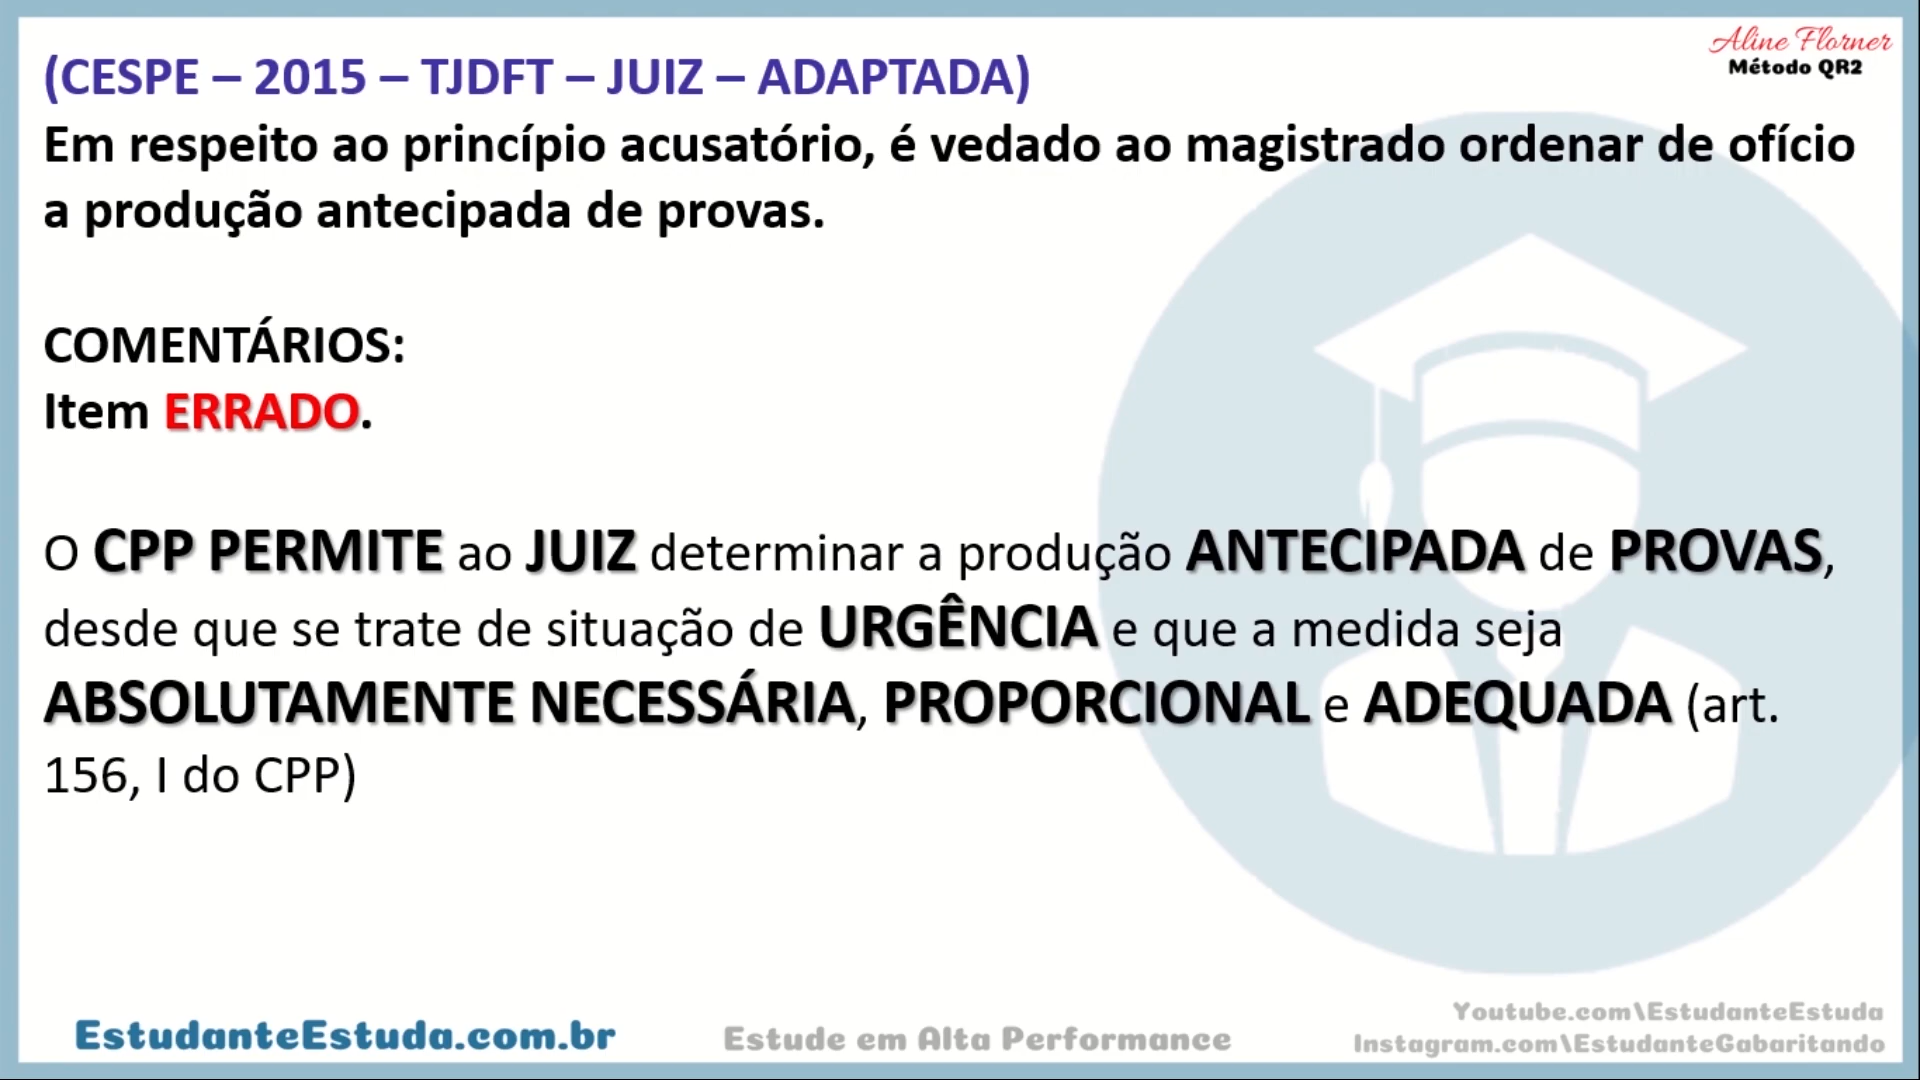 Aline Florner
Método QR2
(CESPE – 2015 – TJDFT – JUIZ – ADAPTADA)
Em respeito ao princípio acusatório, é vedado ao magistrado ordenar de ofício
a produção antecipada de provas.
COMENTÁRIOS:
Item ERRADO.
O CPP PERMITE ao JUIZ determinar a produção ANTECIPADA de PROVAS,
desde que se trate de situação de URGÊNCIA e que a medida seja
ABSOLUTAMENTE NECESSÁRIA, PROPORCIONAL e ADEQUADA (art.
156, I do CPP)
EstudanteEstuda.com.br
Estude em Alta Performance
Youtube.com\EstudanteEstuda
Instagram.com\EstudanteGabaritando